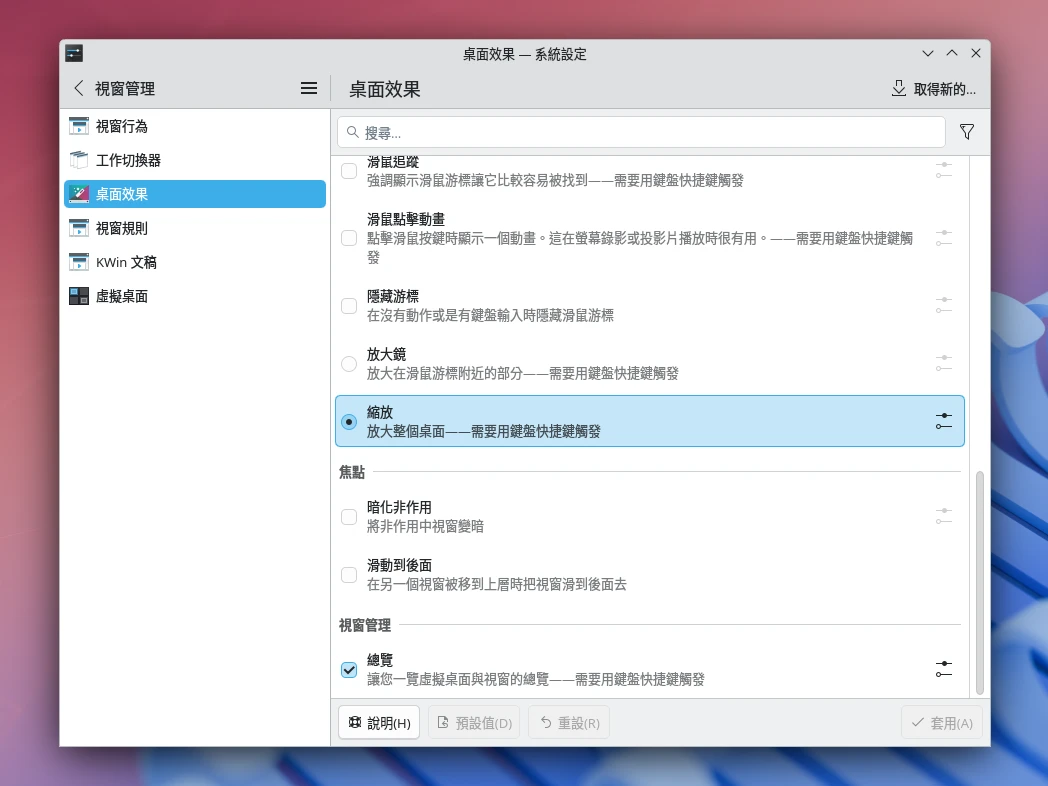 桌面效果 — 系統設定
視窗管理
桌面效果
取得新的...
視窗行為
工作切換器
桌面效果
視窗規則
KWin 文稿
虛擬桌面
搜尋...
滑鼠追蹤
強調顯示滑鼠游標讓它比較容易被找到——需要用鍵盤快捷鍵觸發
滑鼠點擊動畫
點擊滑鼠按鍵時顯示一個動畫。這在螢幕錄影或投影片播放時很有用。——需要用鍵盤快捷鍵觸
發
隱藏游標
在沒有動作或是有鍵盤輸入時隱藏滑鼠游標
放大鏡
放大在滑鼠游標附近的部分——需要用鍵盤快捷鍵觸發
縮放
放大整個桌面——需要用鍵盤快捷鍵觸發
焦點
暗化非作用
將非作用中視窗變暗
滑動到後面
在另一個視窗被移到上層時把視窗滑到後面去
視窗管理
總覽
讓您一覽虛擬桌面與視窗的總覽——需要用鍵盤快捷鍵觸發
說明(H)
預設值(D)
重設(R)
套用(A)